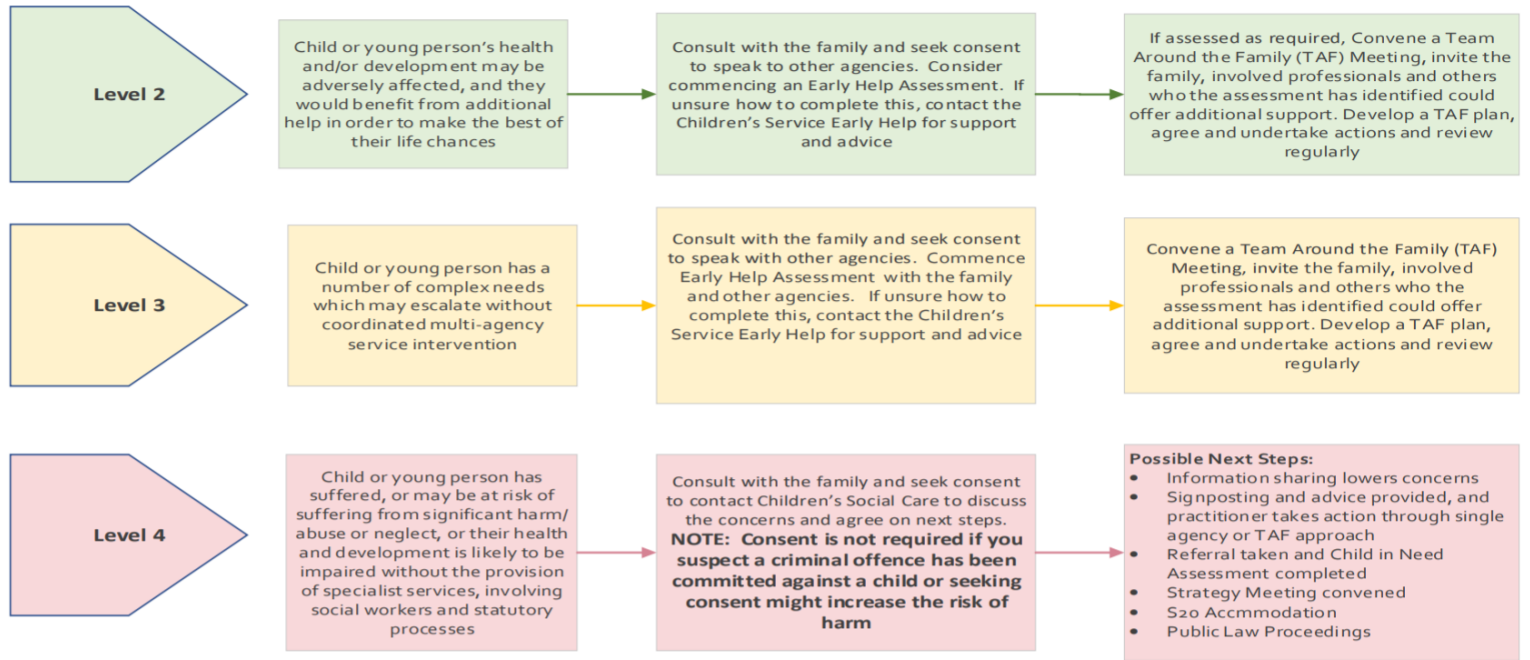 Level 2
Child or young person's health
and/or development may be
adversely affected, and they
would benefit from additional
help in order to make the best of
their life chances
Consult with the family and seek consent
to speak to other agencies. Consider
commencing an Early Help Assessment. If
unsure how to complete this, contact the
Children's Service Early Help for support
and advice
If assessed as required, Convene a Team
Around the Family (TAF) Meeting, invite the
family, involved professionals and others
who the assessment has identified could
offer additional support. Develop a TAF plan,
agree and undertake actions and review
regularly
Level 3
Child or young person has a
number of complex needs
which may escalate without
coordinated multi-agency
service intervention
Consult with the family and seek consent
to speak with other agencies. Commence
Early Help Assessment with the family
and other agencies. If unsure how to
complete this, contact the Children's
Service Early Help for support and advice
Convene a Team Around the Family (TAF)
Meeting, invite the family, involved
professionals and others who the
assessment has identified could offer
additional support. Develop a TAF plan,
agree and undertake actions and review
regularly
Level 4
Child or young person has
suffered, or may be at risk of
suffering from significant harm/
abuse or neglect, or their health
and development is likely to be
impaired without the provision
of specialist services, involving
social workers and statutory
processes
Consult with the family and seek consent
to contact Children's Social Care to discuss
the concerns and agree on next steps.
NOTE: Consent is not required if you
suspect a criminal offence has been
committed against a child or seeking
consent might increase the risk of
harm
Possible Next Steps:
• Information sharing lowers concerns
• Signposting and advice provided, and
practitioner takes action through single
agency or TAF approach
• Referral taken and Child in Need
Assessment completed
• Strategy Meeting convened
• S20 Accmmodation
• Public Law Proceedings